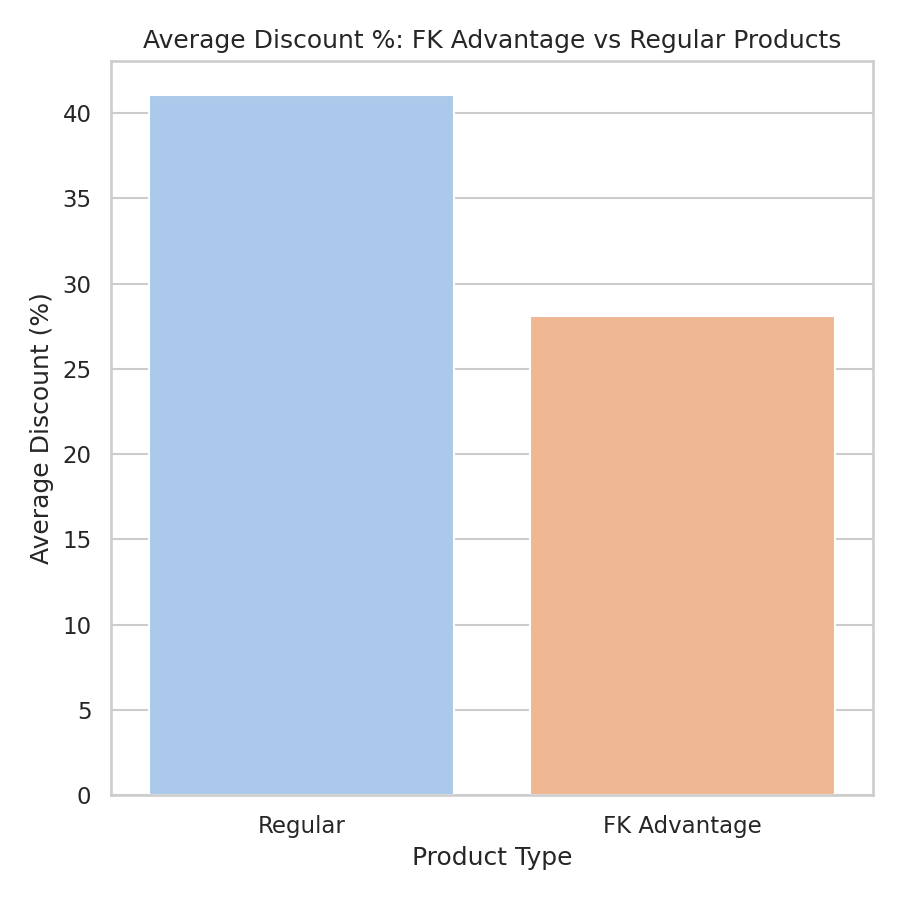 Average Discount %: FK Advantage vs Regular Products
Average Discount (%)
40
35
30
25
20
15
10
5
0
Regular
FK Advantage
Product Type